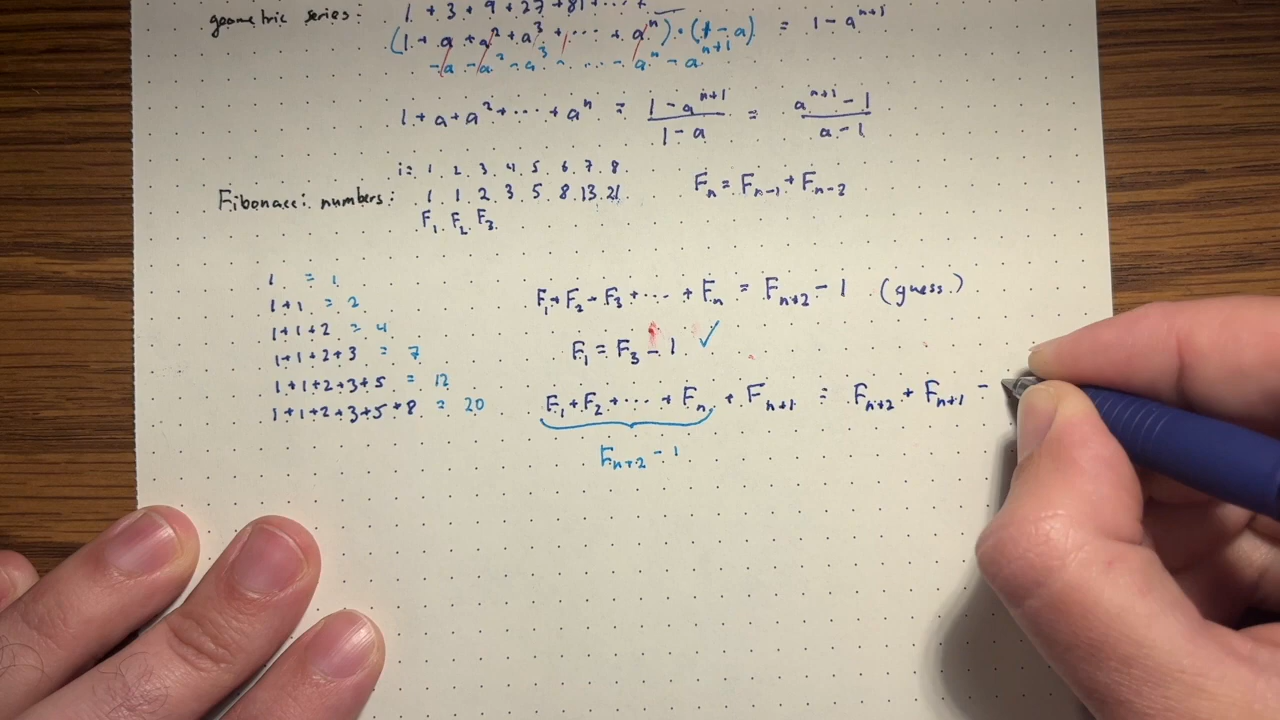 geometric series: 1 + 3 + 9 + 27 + 81 + ... +
(1 + a + a² + a³ + ... + aⁿ) · (1 - a) = 1 - aⁿ⁺¹
- a - a² - a³ - ... - aⁿ - aⁿ⁺¹
1 + a + a² + ... + aⁿ = (1 - aⁿ⁺¹)/(1 - a) = (aⁿ⁺¹ - 1)/(a - 1)
i = 1 2 3 4 5 6 7 8
Fibonacci numbers: 1 1 2 3 5 8 13 21
F₁ F₂ F₃
Fₙ = Fₙ₋₁ + Fₙ₋₂
1 = 1
1+1 = 2
1+1+2 = 4
1+1+2+3 = 7
1+1+2+3+5 = 12
1+1+2+3+5+8 = 20
F₁ + F₂ + F₃ + ... + Fₙ = Fₙ₊₂ - 1 (guess)
F₁ = F₃ - 1 ✓
F₁ + F₂ + ... + Fₙ + Fₙ₊₁ = Fₙ₊₂ + Fₙ₊₁ -
Fₙ₊₂ - 1